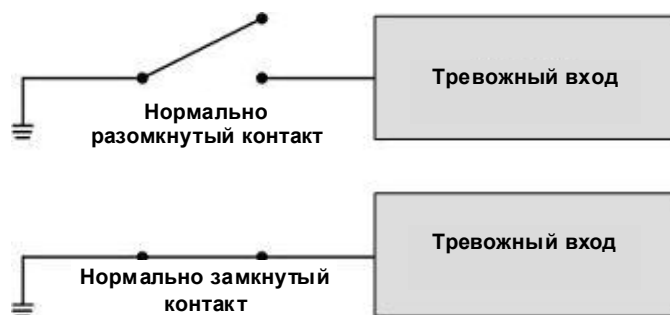 Тревожный вход
Нормально
разомкнутый контакт
Тревожный вход
Нормально замкнутый
контакт